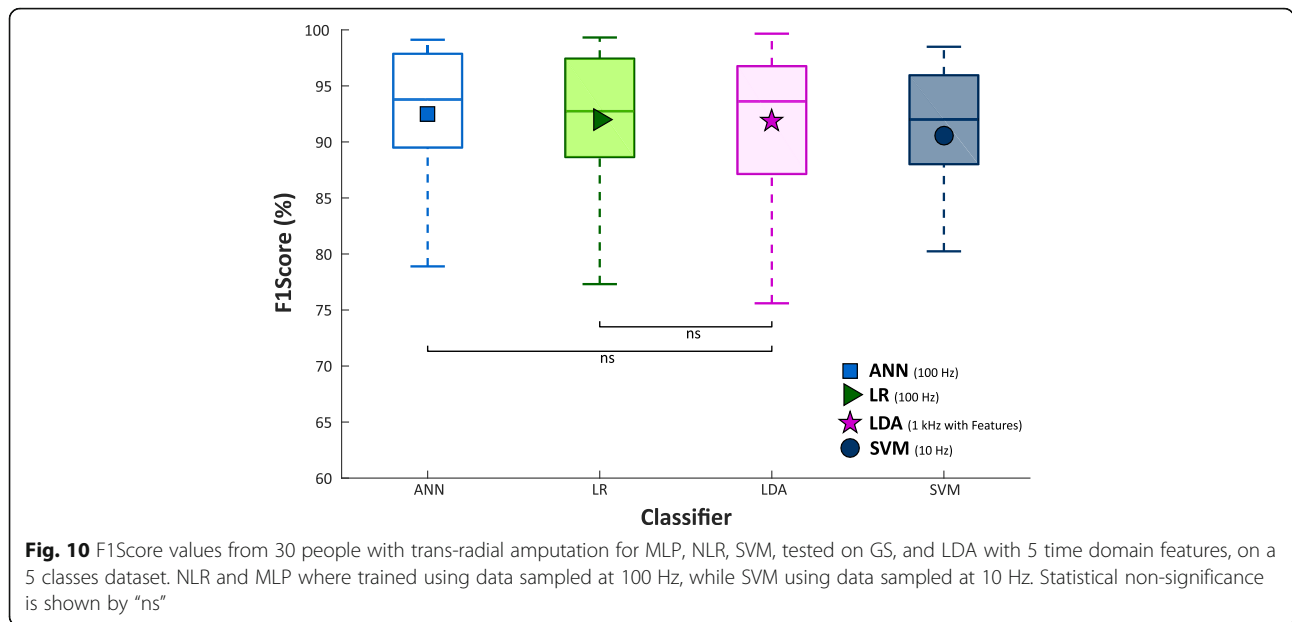 100
95
90
85
80
75
70
65
60
F1Score (%)
ns
ns
ANN (100 Hz)
LR (100 Hz)
LDA (1 kHz with Features)
SVM (10 Hz)
ANN LR LDA SVM
Classifier
Fig. 10 F1Score values from 30 people with trans-radial amputation for MLP, NLR, SVM, tested on GS, and LDA with 5 time domain features, on a
5 classes dataset. NLR and MLP where trained using data sampled at 100 Hz, while SVM using data sampled at 10 Hz. Statistical non-significance
is shown by “ns”